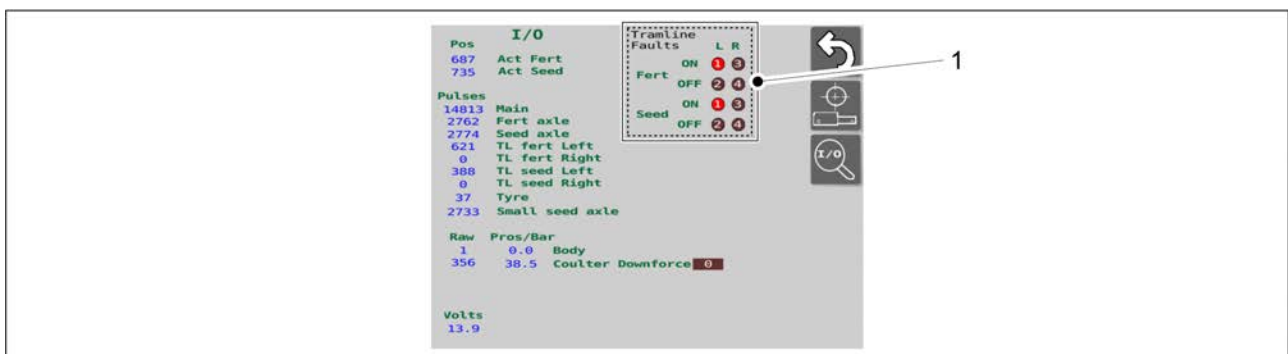 I/O
Pos
687 Act Fert
735 Act Seed
Pulses
14813 Main
2762 Fert axle
2774 Seed axle
621 TL fert Left
0 TL fert Right
388 TL seed Left
0 TL seed Right
37 Tyre
2733 Small seed axle
Raw Pros/Bar
1 0.0 Body
356 38.5 Coulter Downforce 0
Volts
13.9
Tramline
Faults L R
Fert
ON 1 3
OFF 2 4
Seed
ON 1 3
OFF 2 4
I/O
1